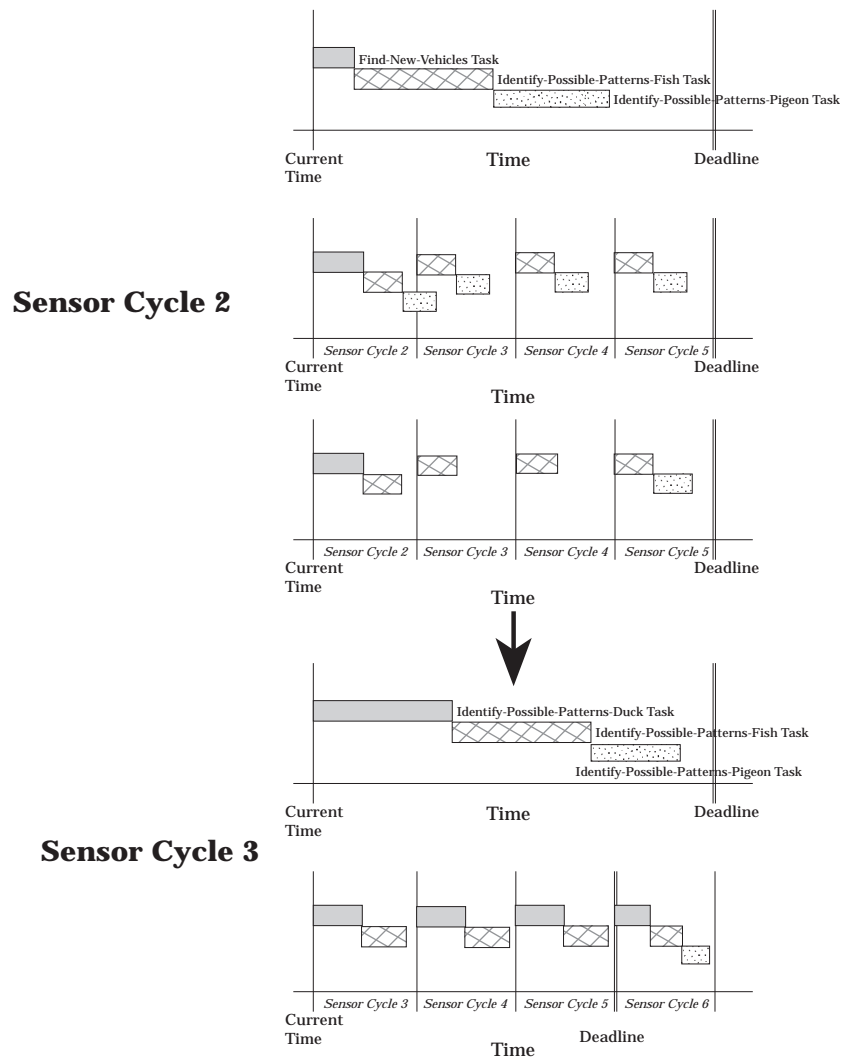 Find-New-Vehicles Task
Identify-Possible-Patterns-Fish Task
Identify-Possible-Patterns-Pigeon Task
Current
Time
Time
Deadline
Sensor Cycle 2
Sensor Cycle 2
Sensor Cycle 3
Sensor Cycle 4
Sensor Cycle 5
Current
Time
Deadline
Time
Sensor Cycle 2
Sensor Cycle 3
Sensor Cycle 4
Sensor Cycle 5
Current
Time
Deadline
Time
Identify-Possible-Patterns-Duck Task
Identify-Possible-Patterns-Fish Task
Identify-Possible-Patterns-Pigeon Task
Current
Time
Time
Deadline
Sensor Cycle 3
Sensor Cycle 3
Sensor Cycle 4
Sensor Cycle 5
Sensor Cycle 6
Current
Time
Deadline
Time